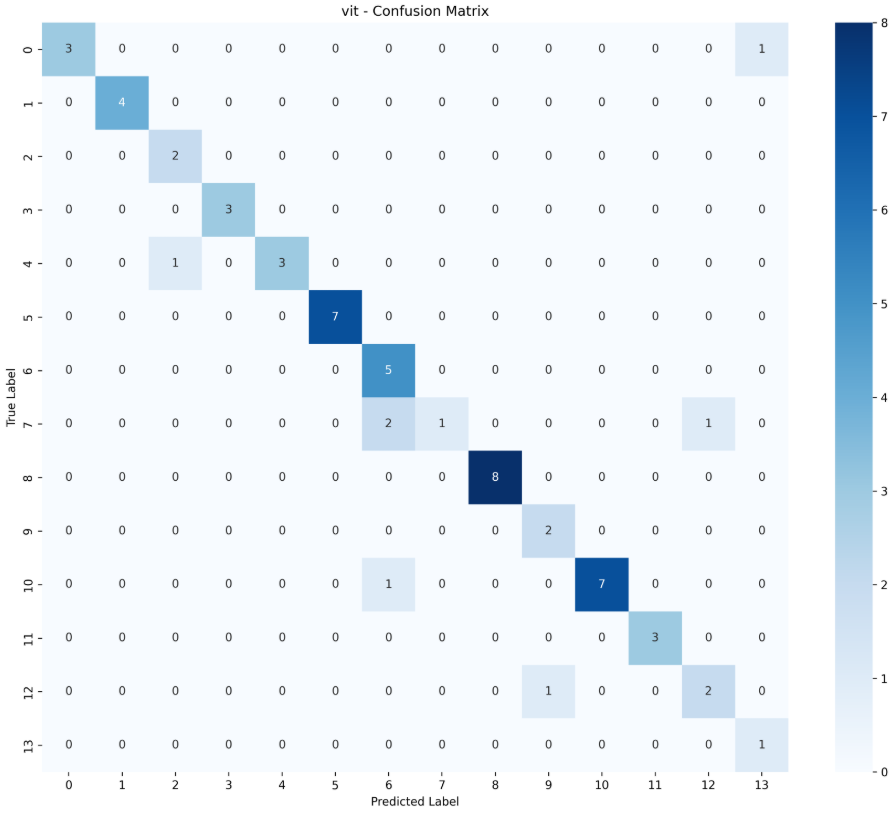 vit - Confusion Matrix
0 3 0 0 0 0 0 0 0 0 0 0 0 0 1
1 0 4 0 0 0 0 0 0 0 0 0 0 0 0
2 0 0 2 0 0 0 0 0 0 0 0 0 0 0
3 0 0 0 3 0 0 0 0 0 0 0 0 0 0
4 0 0 1 0 3 0 0 0 0 0 0 0 0 0
5 0 0 0 0 0 7 0 0 0 0 0 0 0 0
6 0 0 0 0 0 0 5 0 0 0 0 0 0 0
True Label
7 0 0 0 0 0 0 2 1 0 0 0 0 1 0
8 0 0 0 0 0 0 0 0 8 0 0 0 0 0
9 0 0 0 0 0 0 0 0 0 2 0 0 0 0
10 0 0 0 0 0 0 1 0 0 0 7 0 0 0
11 0 0 0 0 0 0 0 0 0 0 0 3 0 0
12 0 0 0 0 0 0 0 0 0 1 0 0 2 0
13 0 0 0 0 0 0 0 0 0 0 0 0 0 1
0 1 2 3 4 5 6 7 8 9 10 11 12 13
Predicted Label
8
7
6
5
4
3
2
1
0